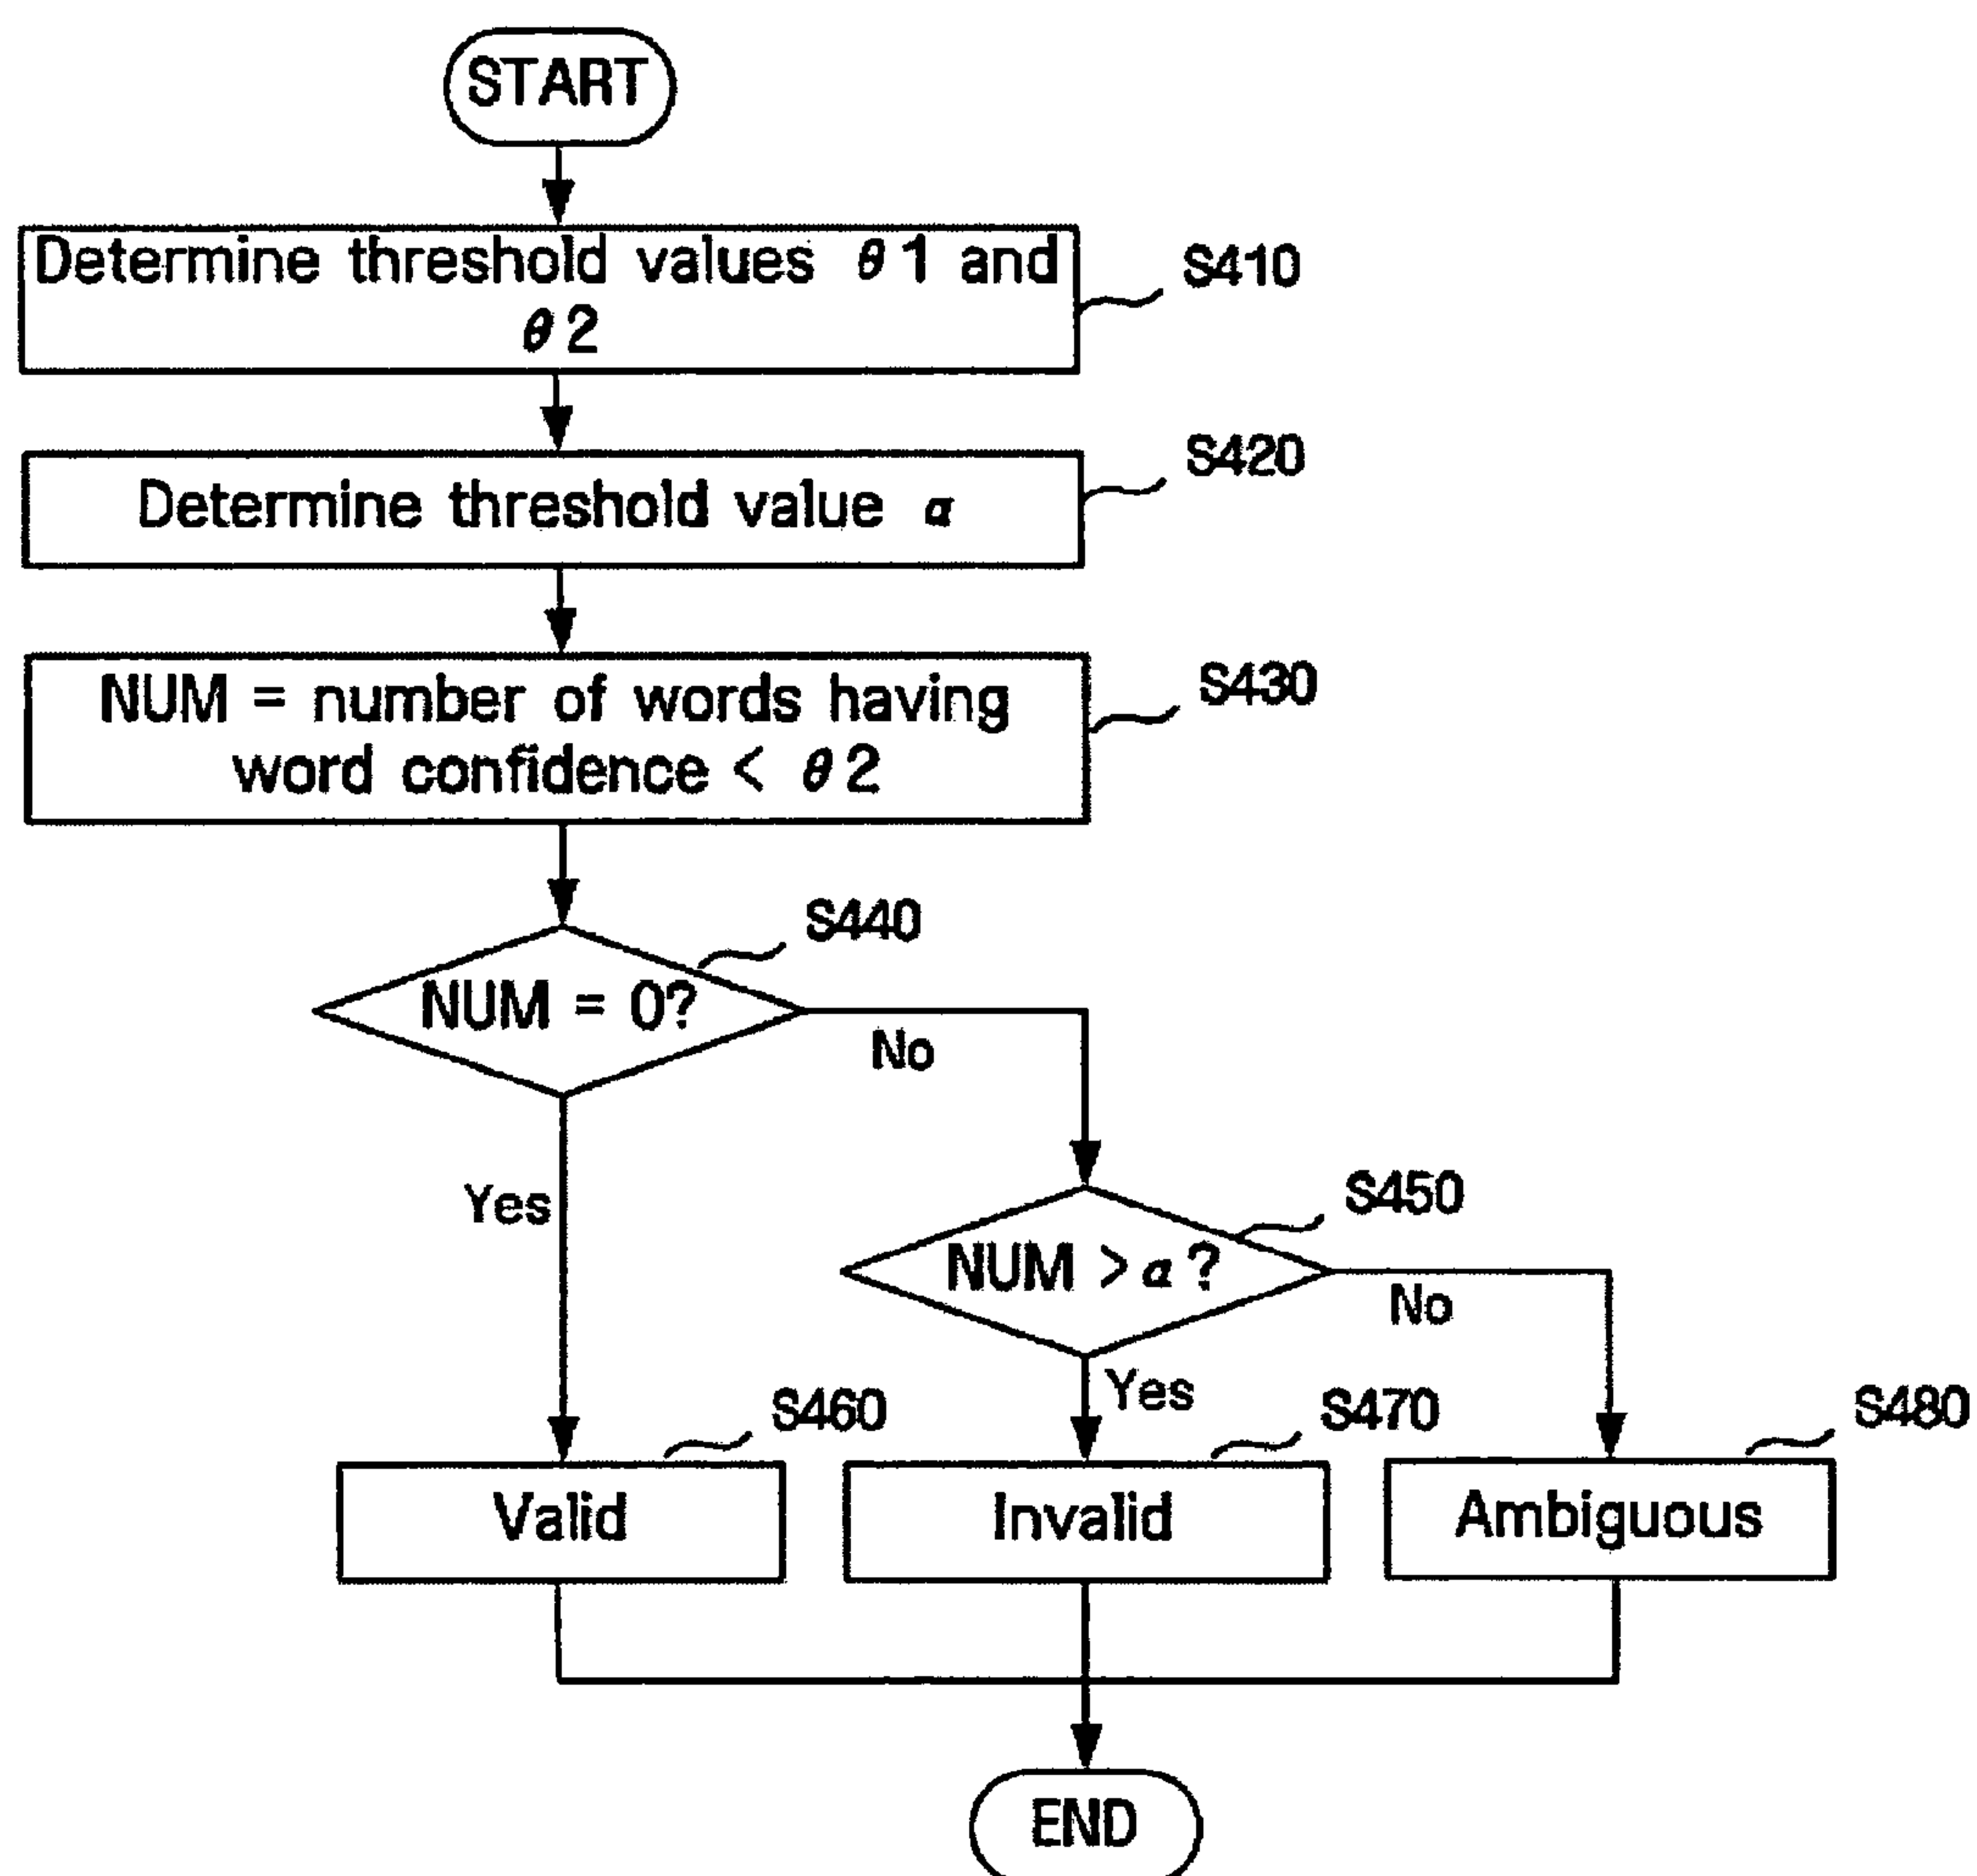 START
Determine threshold values θ1 and
θ2
S410
Determine threshold value α
S420
NUM = number of words having
word confidence < θ2
S430
NUM = 0?
S440
No
Yes
NUM > α ?
S450
No
Yes
Valid
S460
Invalid
S470
Ambiguous
S480
END